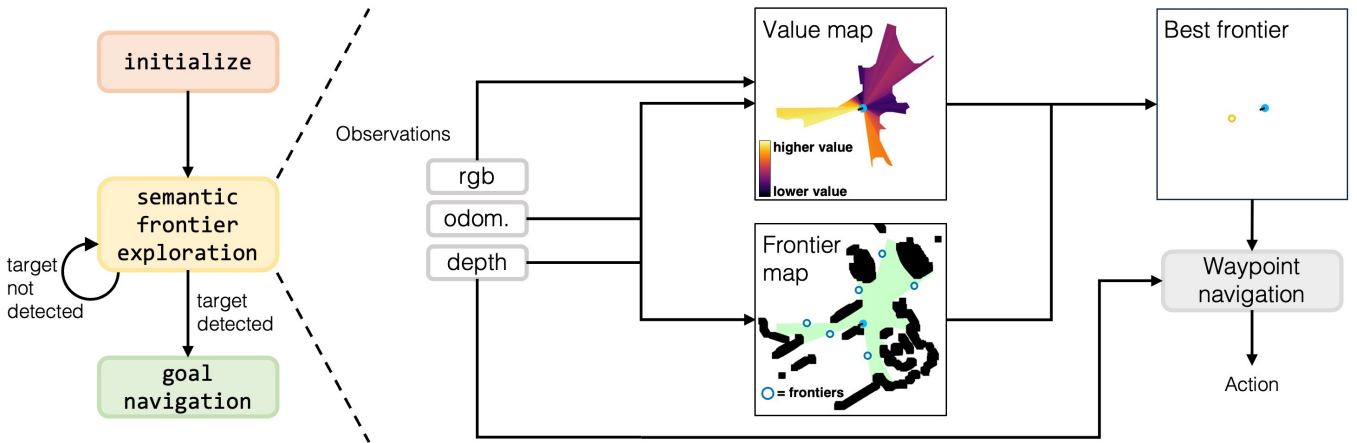 initialize
semantic
frontier
exploration
target
not
detected
target
detected
goal
navigation
Observations
rgb
odom.
depth
Value map
higher value
lower value
Frontier
map
= frontiers
Best frontier
Waypoint
navigation
Action